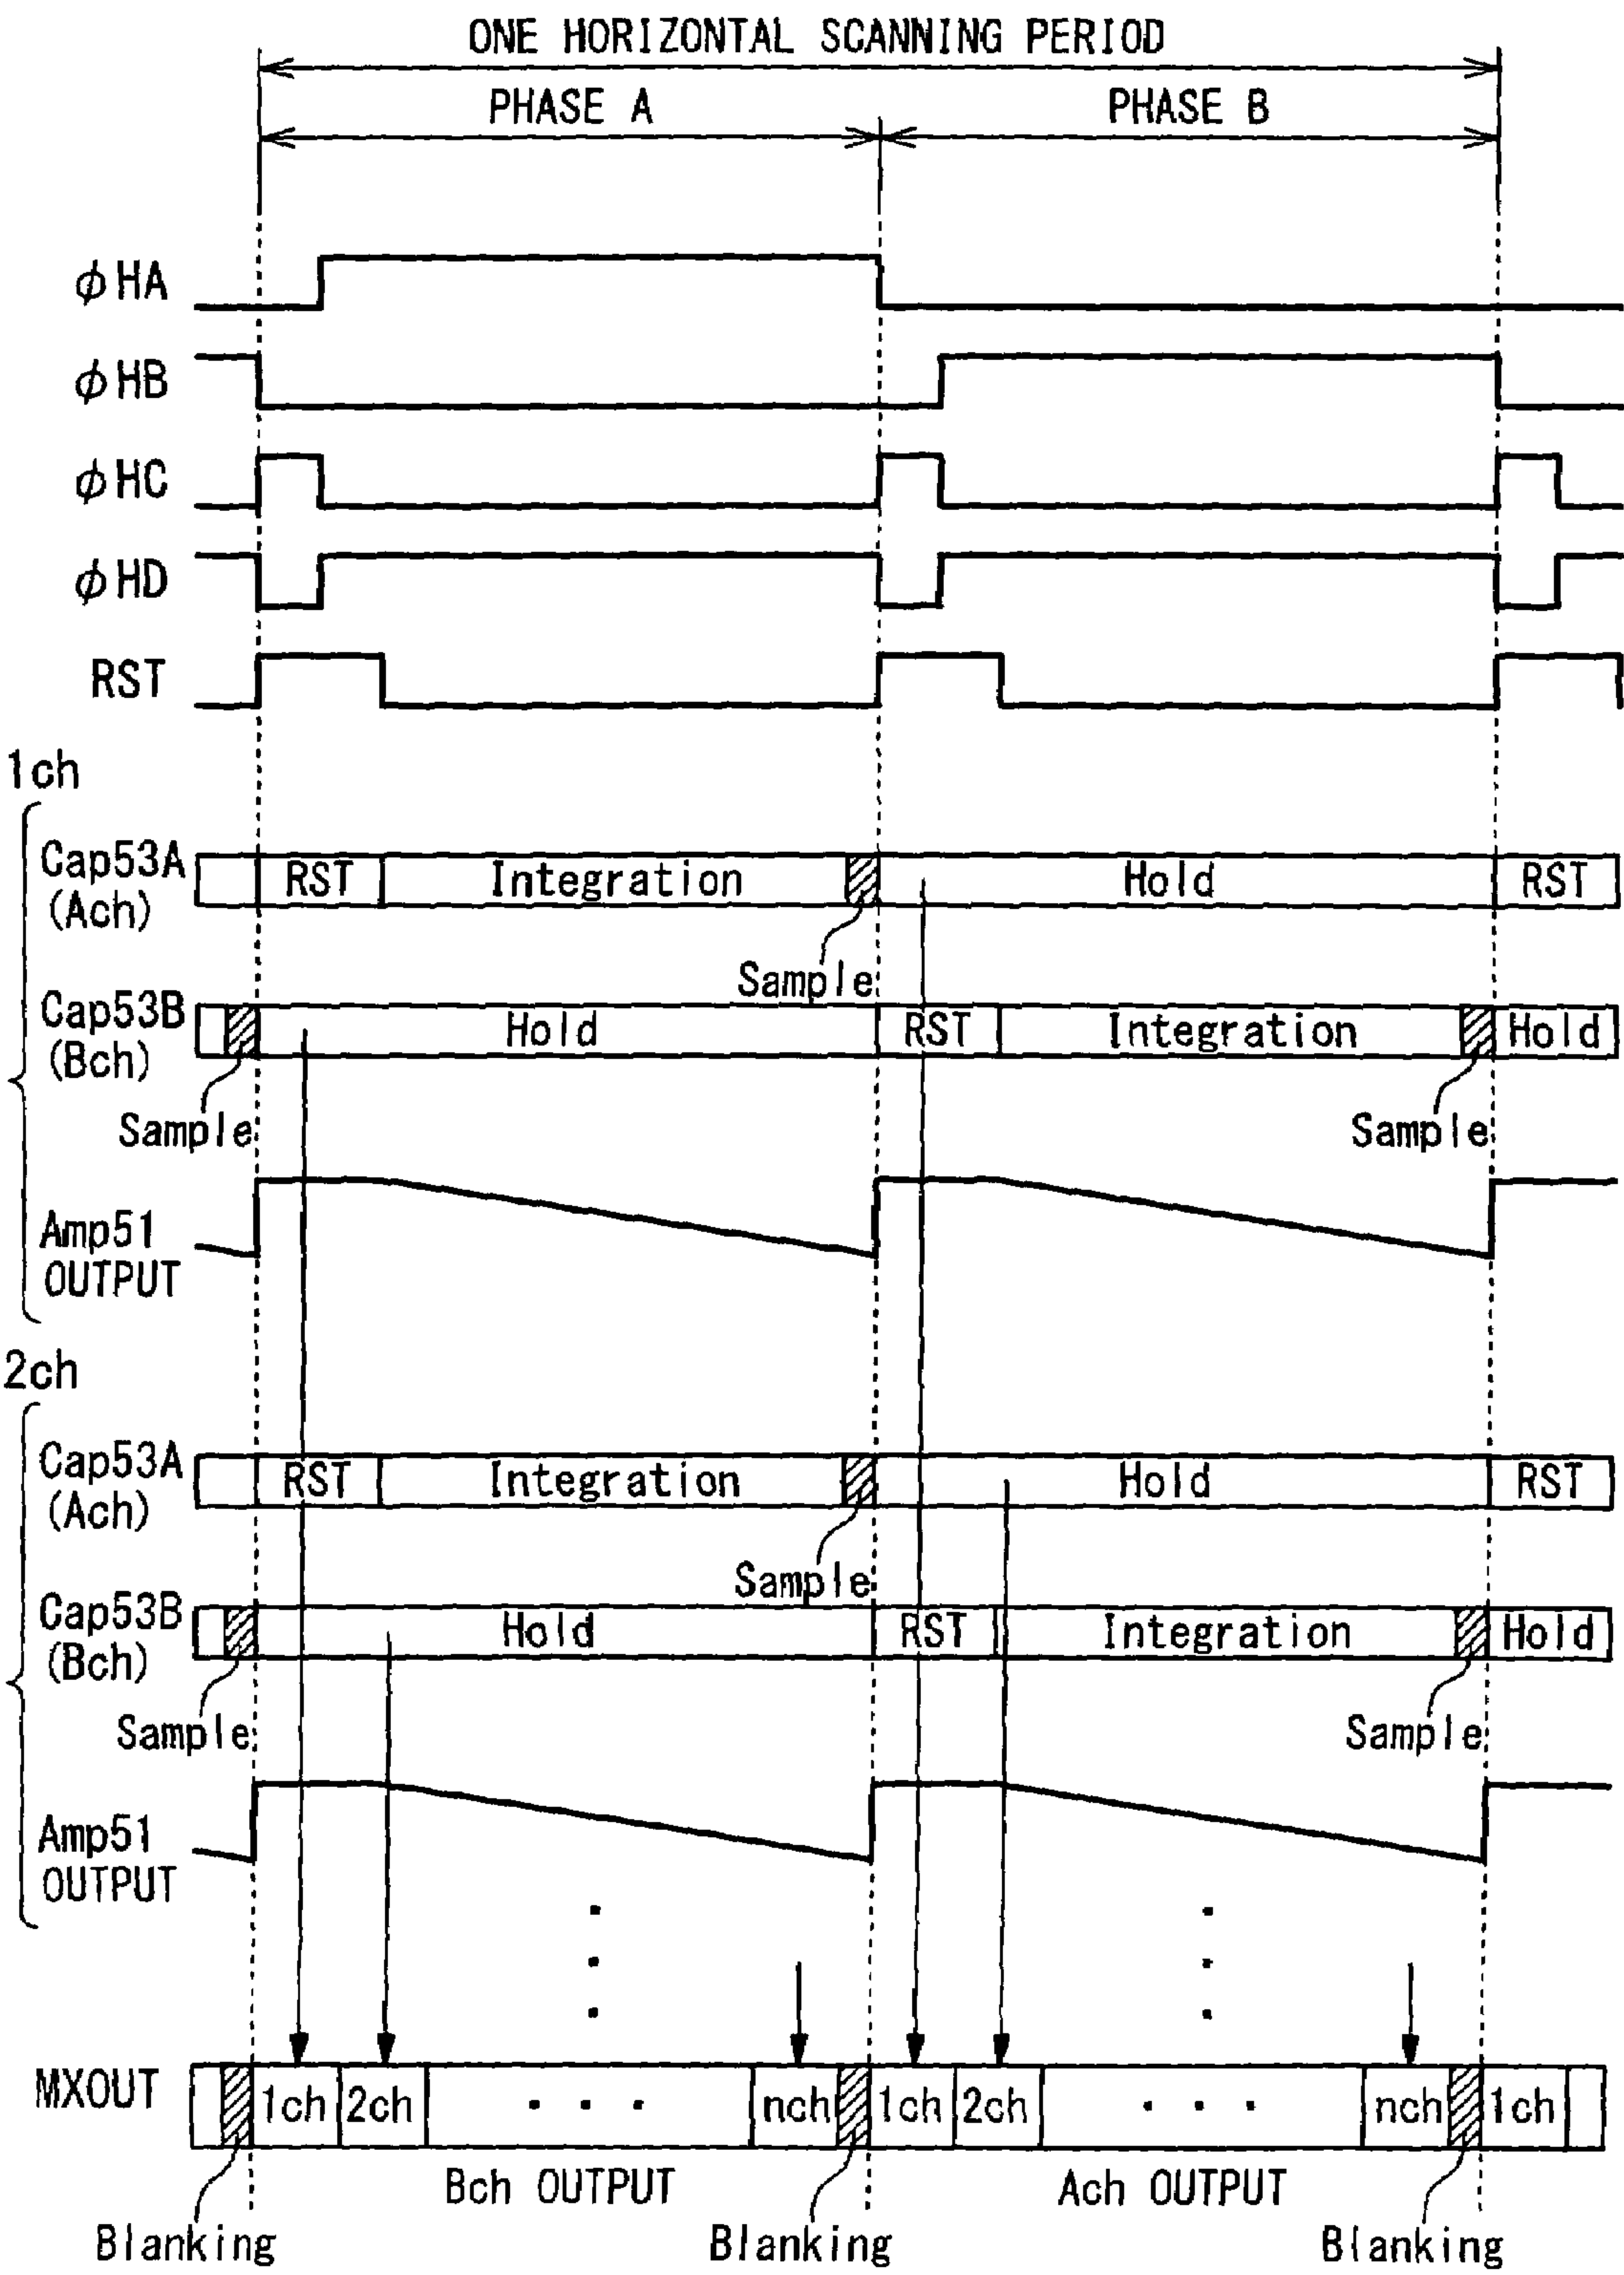 ONE HORIZONTAL SCANNING PERIOD
PHASE A PHASE B
φHA
φHB
φHC
φHD
RST
1ch
Cap53A RST Integration Hold RST
(Ach)
Sample
Cap53B Hold RST Integration Hold
(Bch)
Sample Sample
Amp51
OUTPUT
2ch
Cap53A RST Integration Hold RST
(Ach)
Sample
Cap53B Hold RST Integration Hold
(Bch)
Sample Sample
Amp51
OUTPUT
MXOUT 1ch 2ch ··· nch 1ch 2ch ··· nch 1ch
Bch OUTPUT Ach OUTPUT
Blanking Blanking Blanking